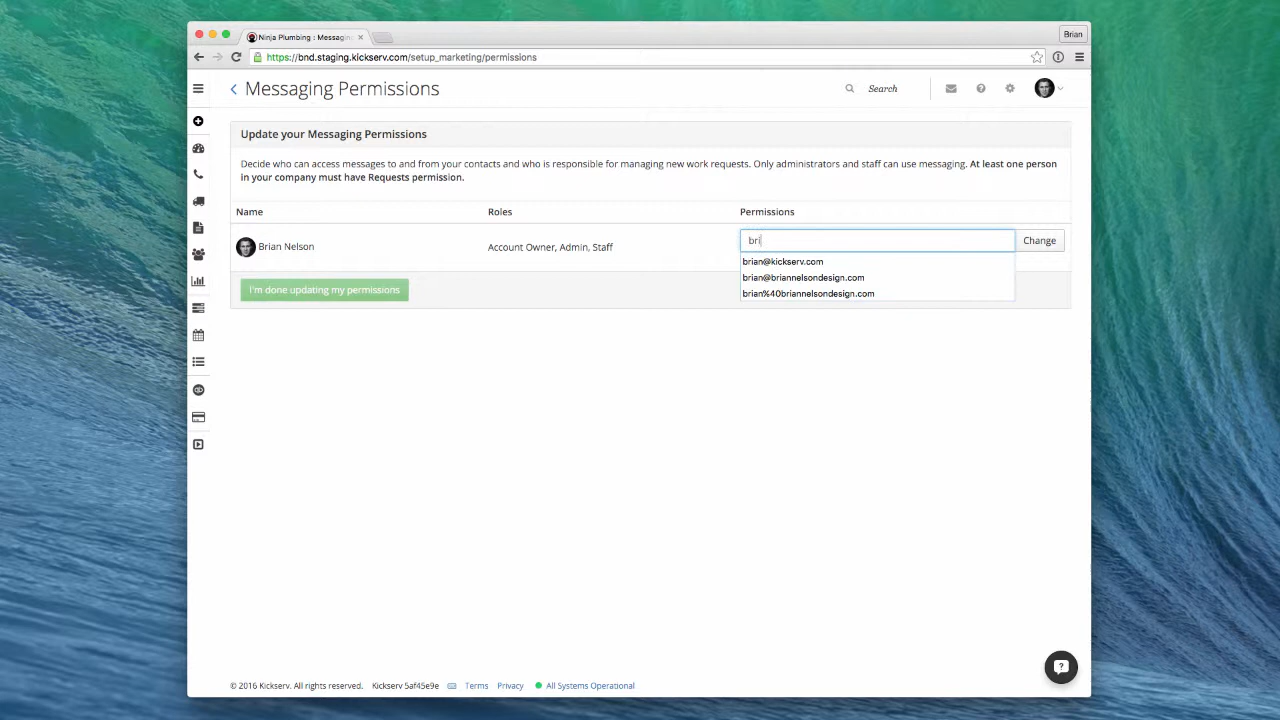 Ninja Plumbing : Messaging
Brian
https://bnd.staging.kickserv.com/setup_marketing/permissions
Messaging Permissions
Search
Update your Messaging Permissions
Decide who can access messages to and from your contacts and who is responsible for managing new work requests. Only administrators and staff can use messaging. At least one person
in your company must have Requests permission.
Name Roles Permissions
Brian Nelson Account Owner, Admin, Staff bri Change
brian@kickserv.com
brian@briannelsondesign.com
brian%40briannelsondesign.com
I'm done updating my permissions
© 2016 Kickserv. All rights reserved. Kickserv 5af45e9e Terms Privacy All Systems Operational